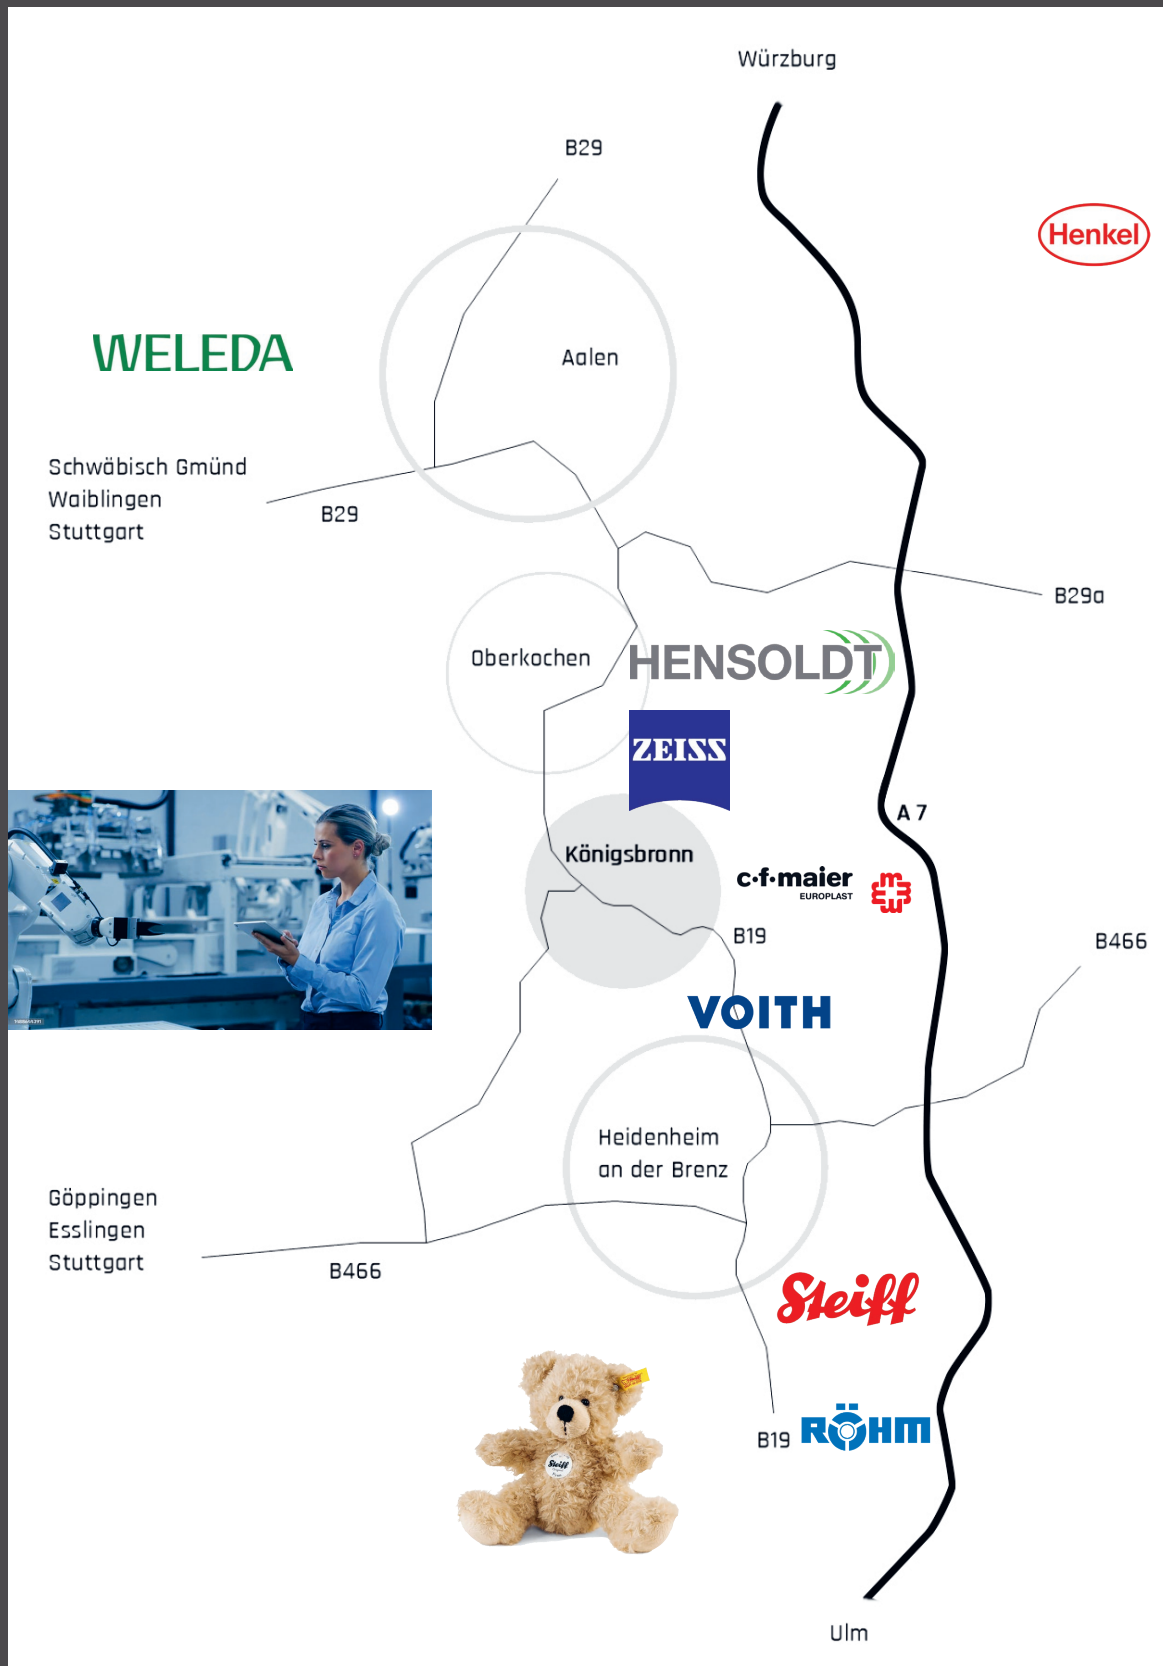 Würzburg
B29
Henkel
WELEDA
Aalen
Schwäbisch Gmünd
Waiblingen
Stuttgart
B29
B29a
Oberkochen
HENSOLDT
ZEISS
A 7
Königsbronn
c·f·maier
EUROPLAST
B19
B466
VOITH
Heidenheim
an der Brenz
Göppingen
Esslingen
Stuttgart
B466
Steiff
Steiff
B19
RÖHM
Ulm